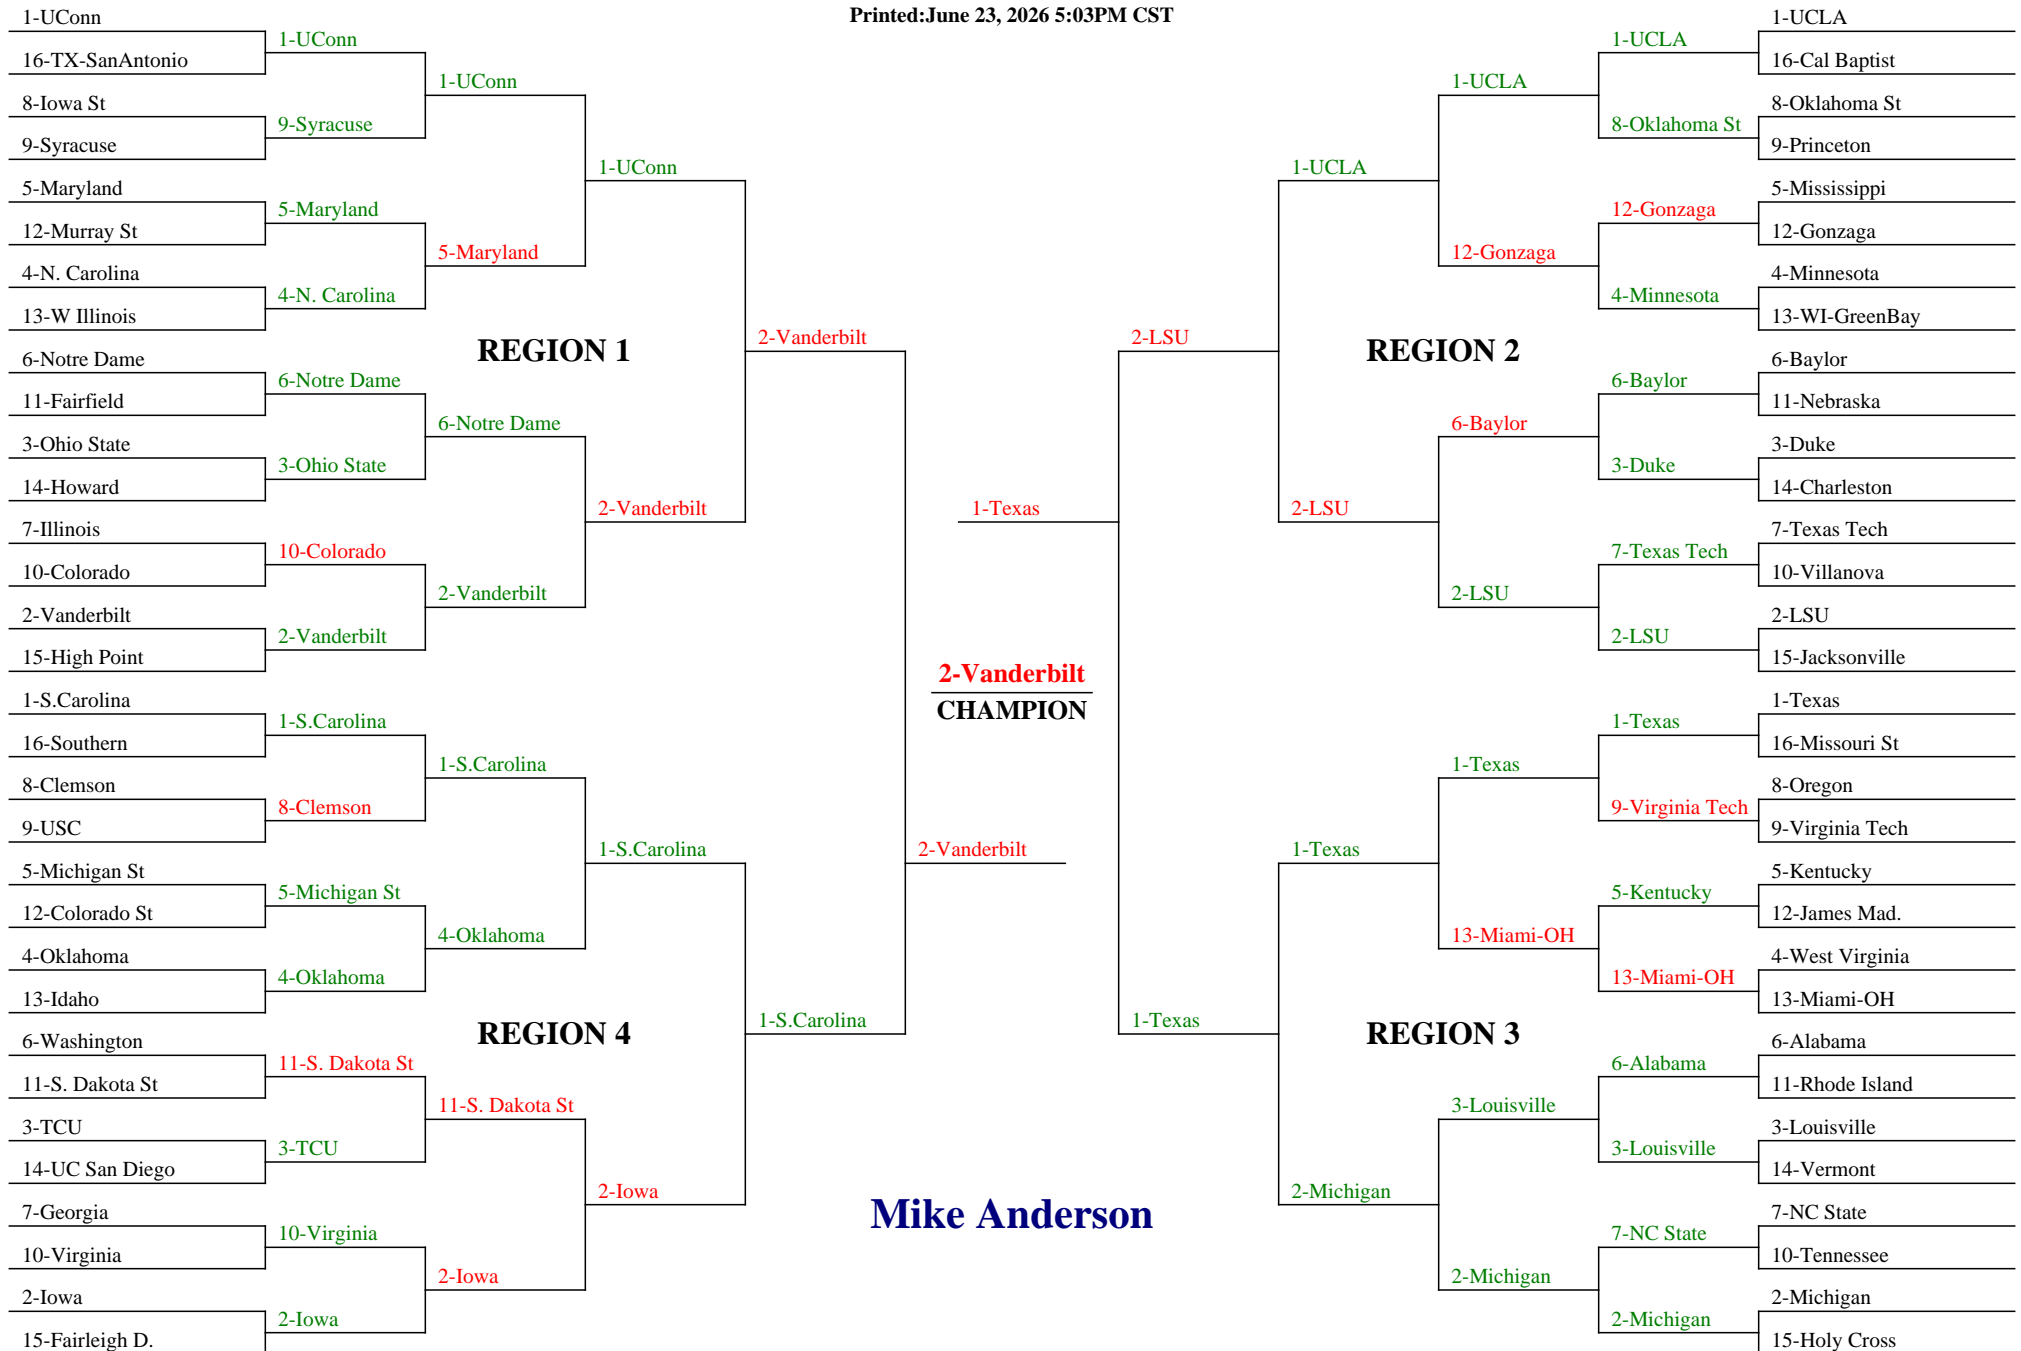 Printed:June 23, 2026 5:03PM CST
1-UConn
16-TX-SanAntonio
8-Iowa St
9-Syracuse
5-Maryland
12-Murray St
4-N. Carolina
13-W Illinois
6-Notre Dame
11-Fairfield
3-Ohio State
14-Howard
7-Illinois
10-Colorado
2-Vanderbilt
15-High Point
1-S.Carolina
16-Southern
8-Clemson
9-USC
5-Michigan St
12-Colorado St
4-Oklahoma
13-Idaho
6-Washington
11-S. Dakota St
3-TCU
14-UC San Diego
7-Georgia
10-Virginia
2-Iowa
15-Fairleigh D.
1-UConn
9-Syracuse
5-Maryland
4-N. Carolina
6-Notre Dame
3-Ohio State
10-Colorado
2-Vanderbilt
1-S.Carolina
8-Clemson
5-Michigan St
4-Oklahoma
11-S. Dakota St
3-TCU
10-Virginia
2-Iowa
1-UConn
5-Maryland
6-Notre Dame
2-Vanderbilt
1-S.Carolina
4-Oklahoma
11-S. Dakota St
2-Iowa
REGION 1
REGION 4
1-UConn
2-Vanderbilt
1-S.Carolina
2-Iowa
2-Vanderbilt
1-S.Carolina
2-Vanderbilt
1-Texas
2-Vanderbilt
CHAMPION
Mike Anderson
2-LSU
1-Texas
1-UCLA
2-LSU
1-Texas
2-Michigan
REGION 2
REGION 3
1-UCLA
12-Gonzaga
6-Baylor
2-LSU
1-Texas
13-Miami-OH
3-Louisville
2-Michigan
1-UCLA
8-Oklahoma St
12-Gonzaga
4-Minnesota
6-Baylor
3-Duke
7-Texas Tech
2-LSU
1-Texas
9-Virginia Tech
5-Kentucky
13-Miami-OH
6-Alabama
3-Louisville
7-NC State
2-Michigan
1-UCLA
16-Cal Baptist
8-Oklahoma St
9-Princeton
5-Mississippi
12-Gonzaga
4-Minnesota
13-WI-GreenBay
6-Baylor
11-Nebraska
3-Duke
14-Charleston
7-Texas Tech
10-Villanova
2-LSU
15-Jacksonville
1-Texas
16-Missouri St
8-Oregon
9-Virginia Tech
5-Kentucky
12-James Mad.
4-West Virginia
13-Miami-OH
6-Alabama
11-Rhode Island
3-Louisville
14-Vermont
7-NC State
10-Tennessee
2-Michigan
15-Holy Cross